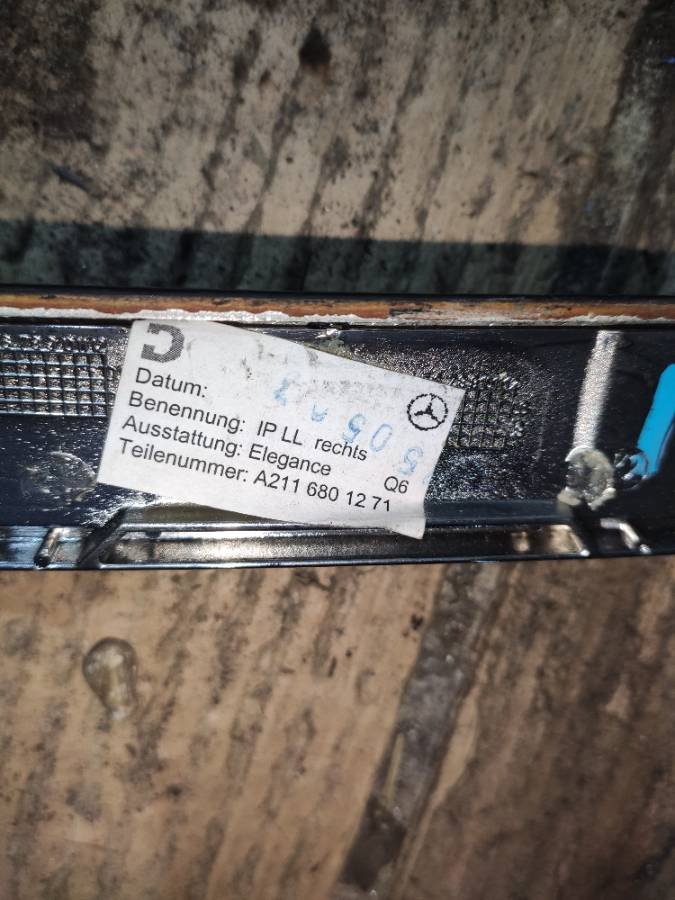 Datum:
Benennung: IP LL rechts
Ausstattung: Elegance Q6
Teilenummer: A211 680 12 71